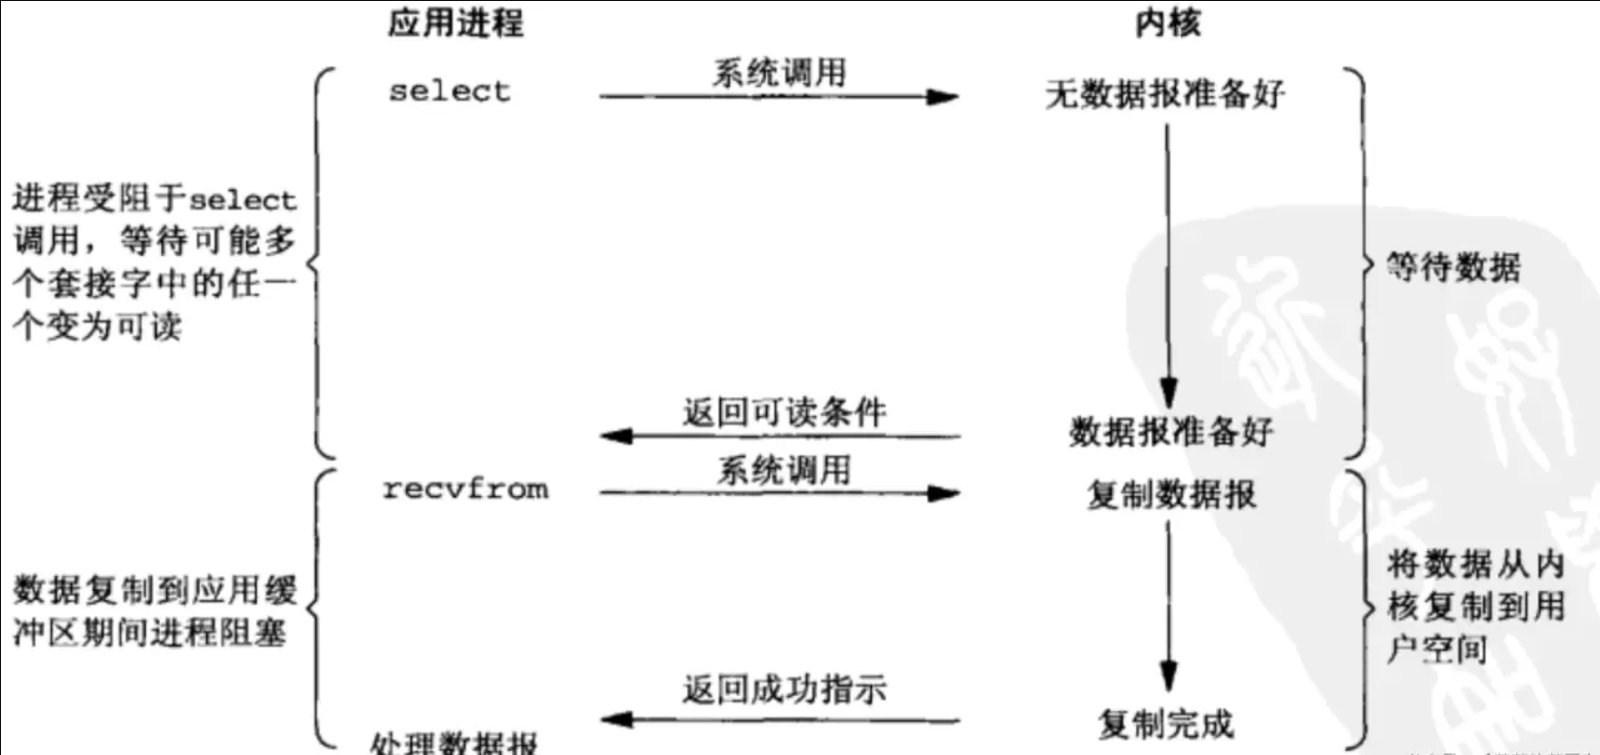 应用进程
内核
select
系统调用
无数据报准备好
进程受阻于select
调用，等待可能多
个套接字中的任一
个变为可读
等待数据
返回可读条件
数据报准备好
recvfrom
系统调用
复制数据报
数据复制到应用缓
冲区期间进程阻塞
将数据从内
核复制到用
户空间
返回成功指示
复制完成
处理数据报